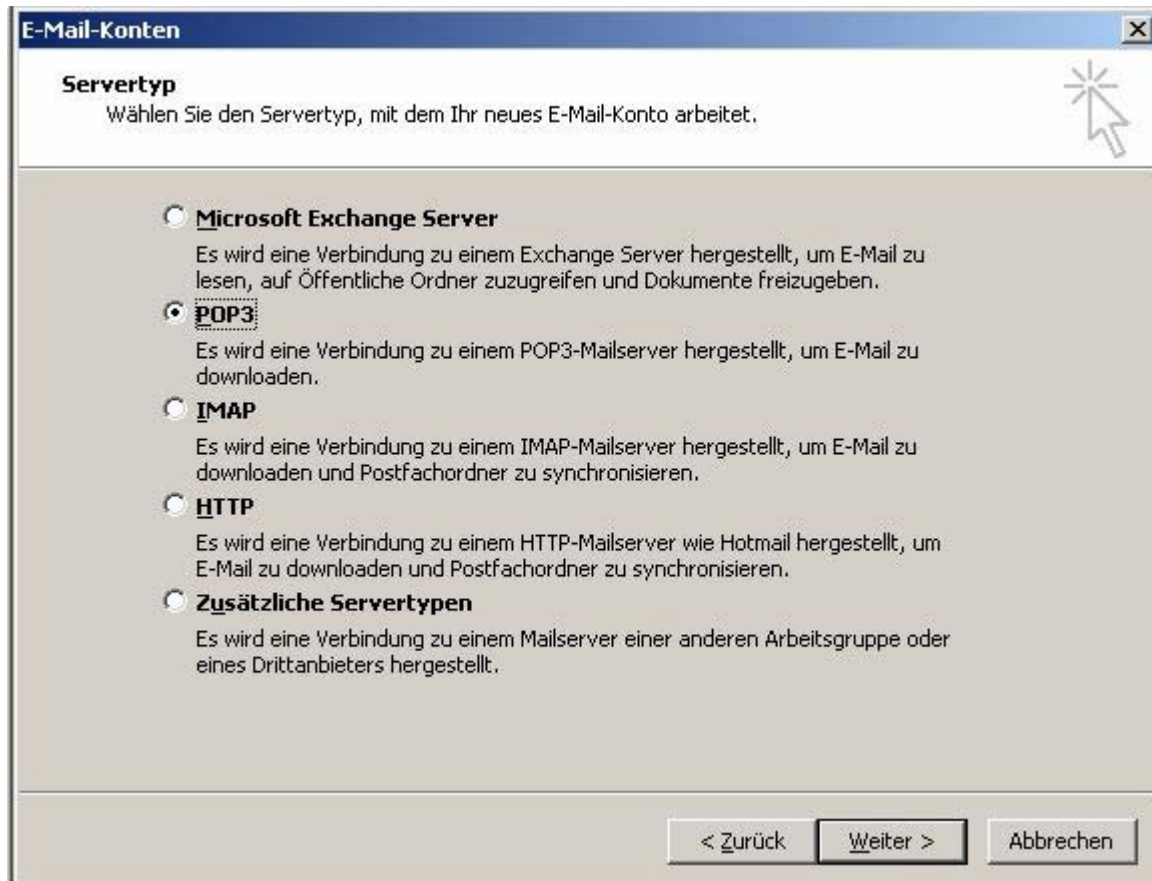 E-Mail-Konten
Servertyp
Wählen Sie den Servertyp, mit dem Ihr neues E-Mail-Konto arbeitet.
Microsoft Exchange Server
Es wird eine Verbindung zu einem Exchange Server hergestellt, um E-Mail zu
lesen, auf Öffentliche Ordner zuzugreifen und Dokumente freizugeben.
POP3
Es wird eine Verbindung zu einem POP3-Mailserver hergestellt, um E-Mail zu
downloaden.
IMAP
Es wird eine Verbindung zu einem IMAP-Mailserver hergestellt, um E-Mail zu
downloaden und Postfachordner zu synchronisieren.
HTTP
Es wird eine Verbindung zu einem HTTP-Mailserver wie Hotmail hergestellt, um
E-Mail zu downloaden und Postfachordner zu synchronisieren.
Zusätzliche Servertypen
Es wird eine Verbindung zu einem Mailserver einer anderen Arbeitsgruppe oder
eines Drittanbieters hergestellt.
< Zurück Weiter > Abbrechen